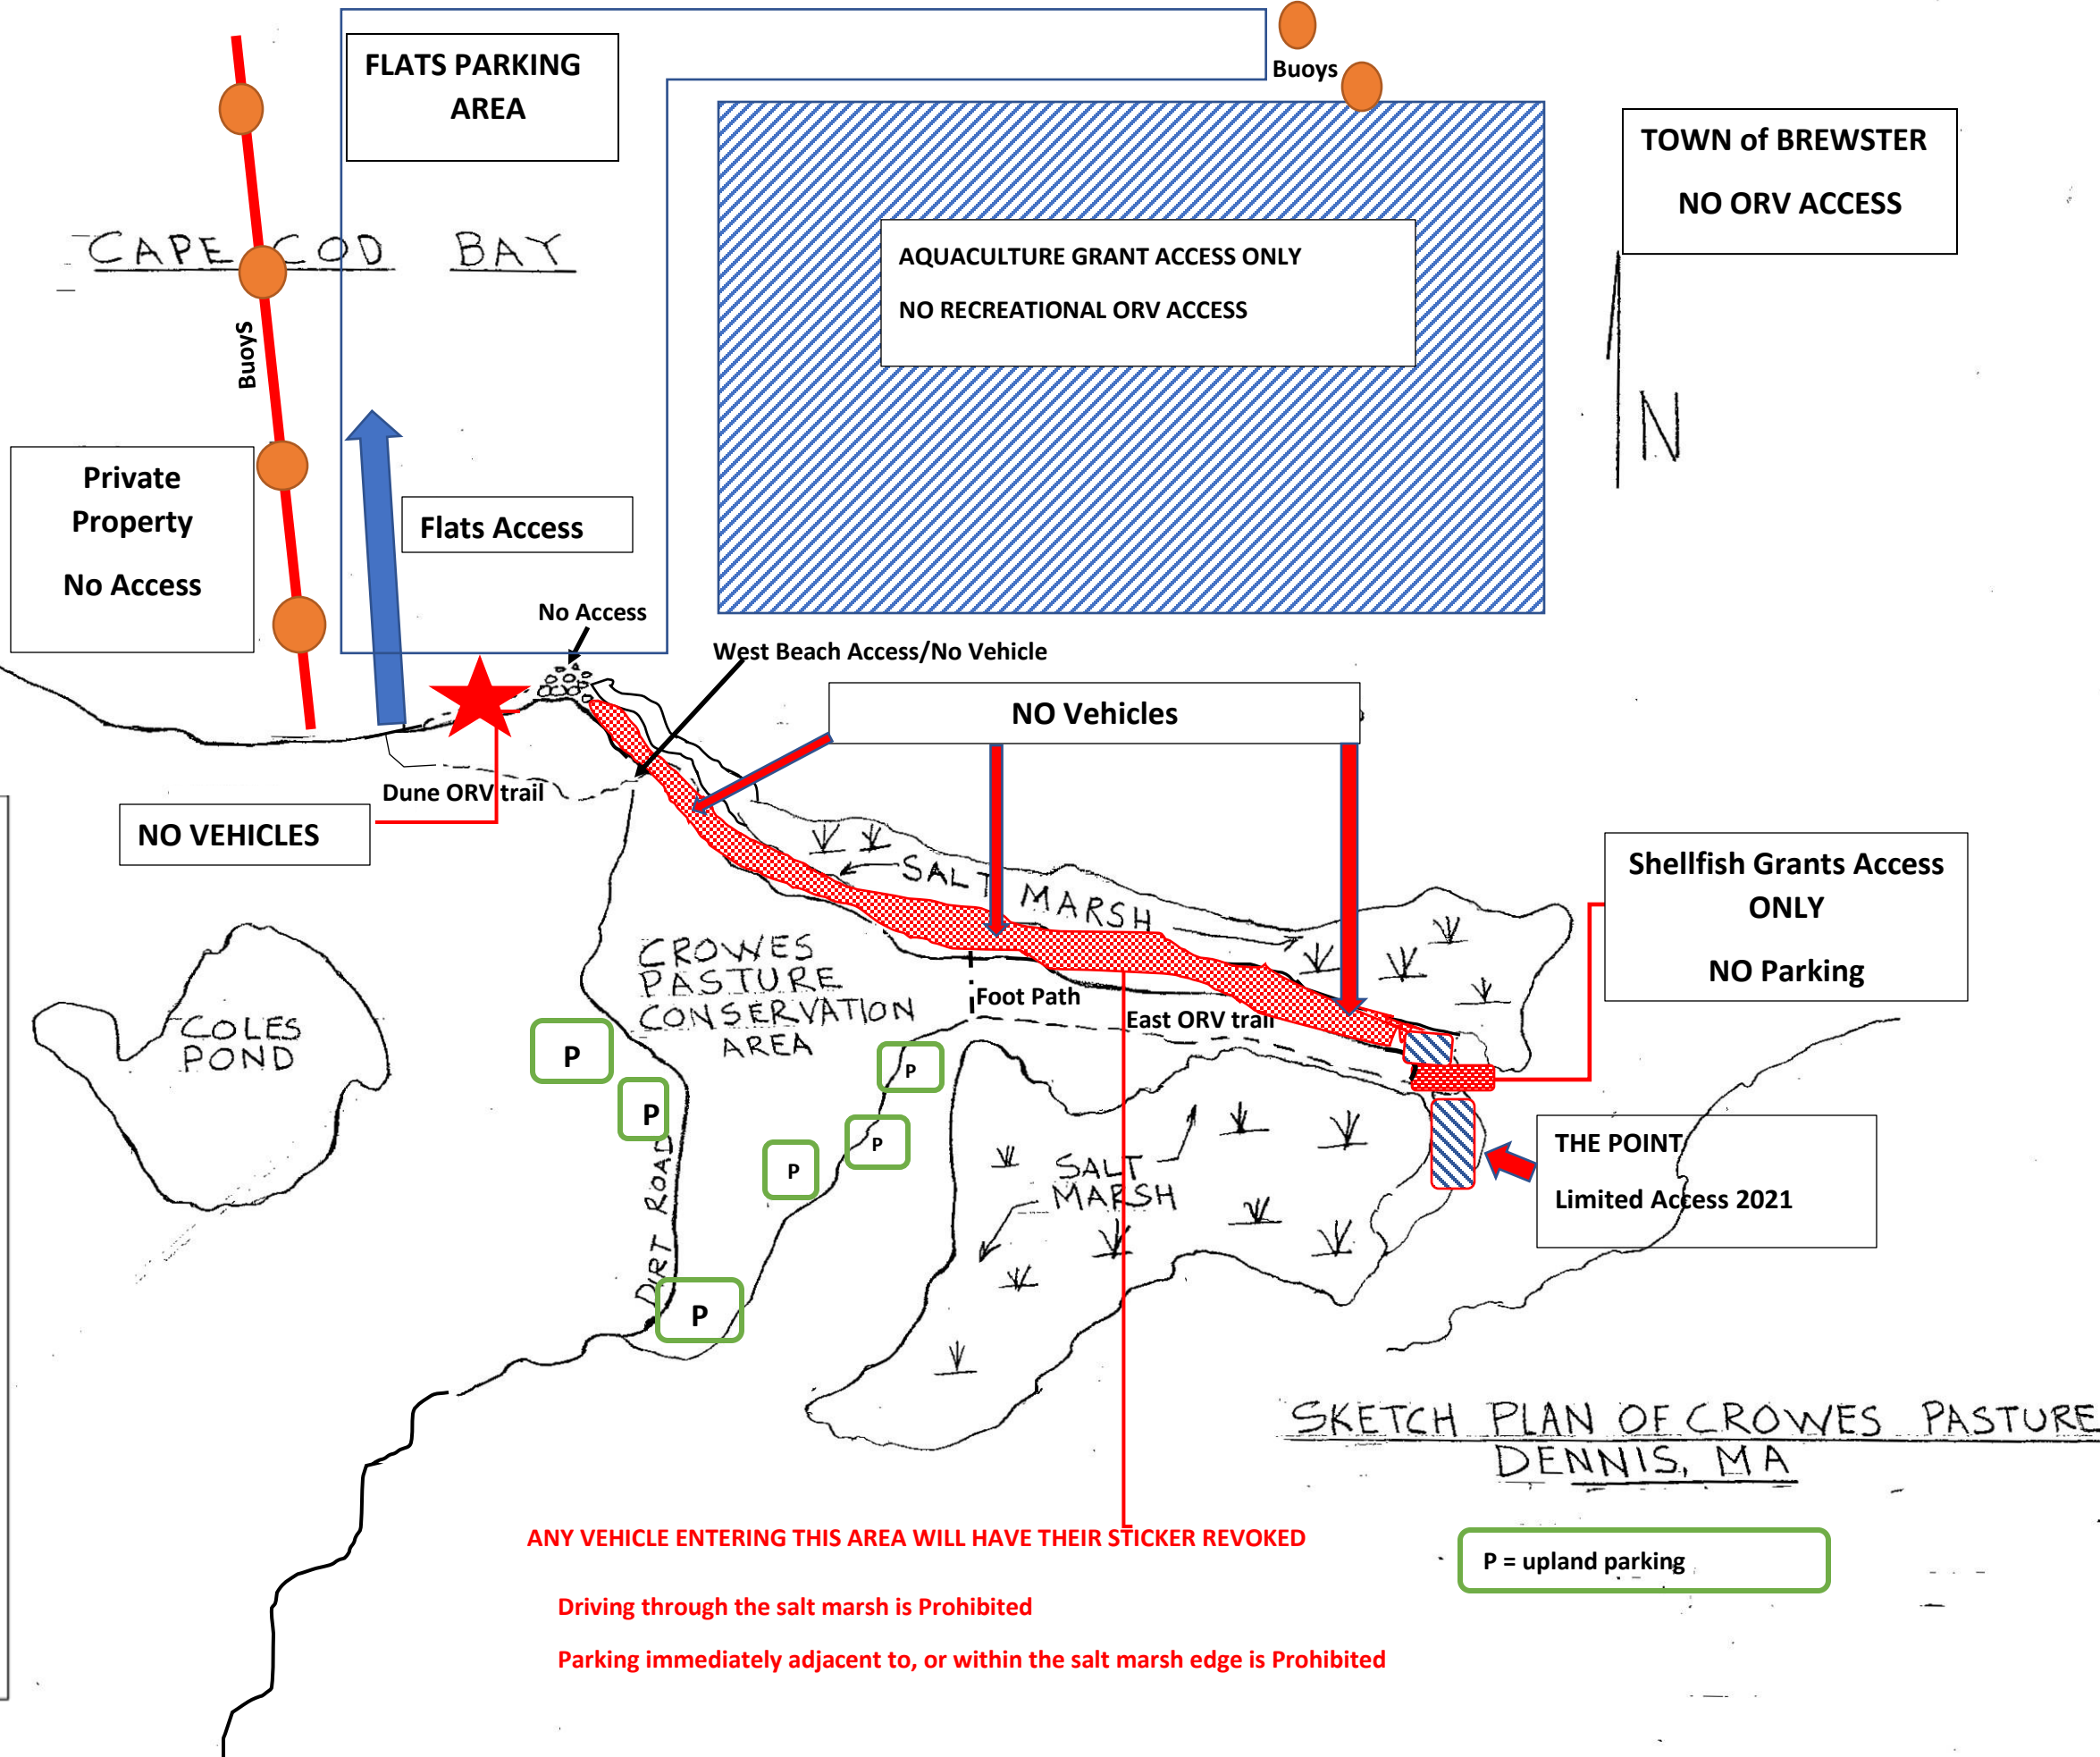 FLATS PARKING
AREA
Buoys
TOWN of BREWSTER
NO ORV ACCESS
CAPE COD BAY
AQUACULTURE GRANT ACCESS ONLY
NO RECREATIONAL ORV ACCESS
Buoys
N
Private
Property
No Access
Flats Access
No Access
West Beach Access/No Vehicle
NO Vehicles
Dune ORV trail
NO VEHICLES
SALT MARSH
Shellfish Grants Access
ONLY
NO Parking
CROWES
PASTURE
CONSERVATION
AREA
Foot Path
East ORV trail
COLES
POND
P
P
P
P
P
P
DIRT ROAD
SALT
MARSH
THE POINT
Limited Access 2021
SKETCH PLAN OF CROWES PASTURE
DENNIS, MA
ANY VEHICLE ENTERING THIS AREA WILL HAVE THEIR STICKER REVOKED
P = upland parking
Driving through the salt marsh is Prohibited
Parking immediately adjacent to, or within the salt marsh edge is Prohibited